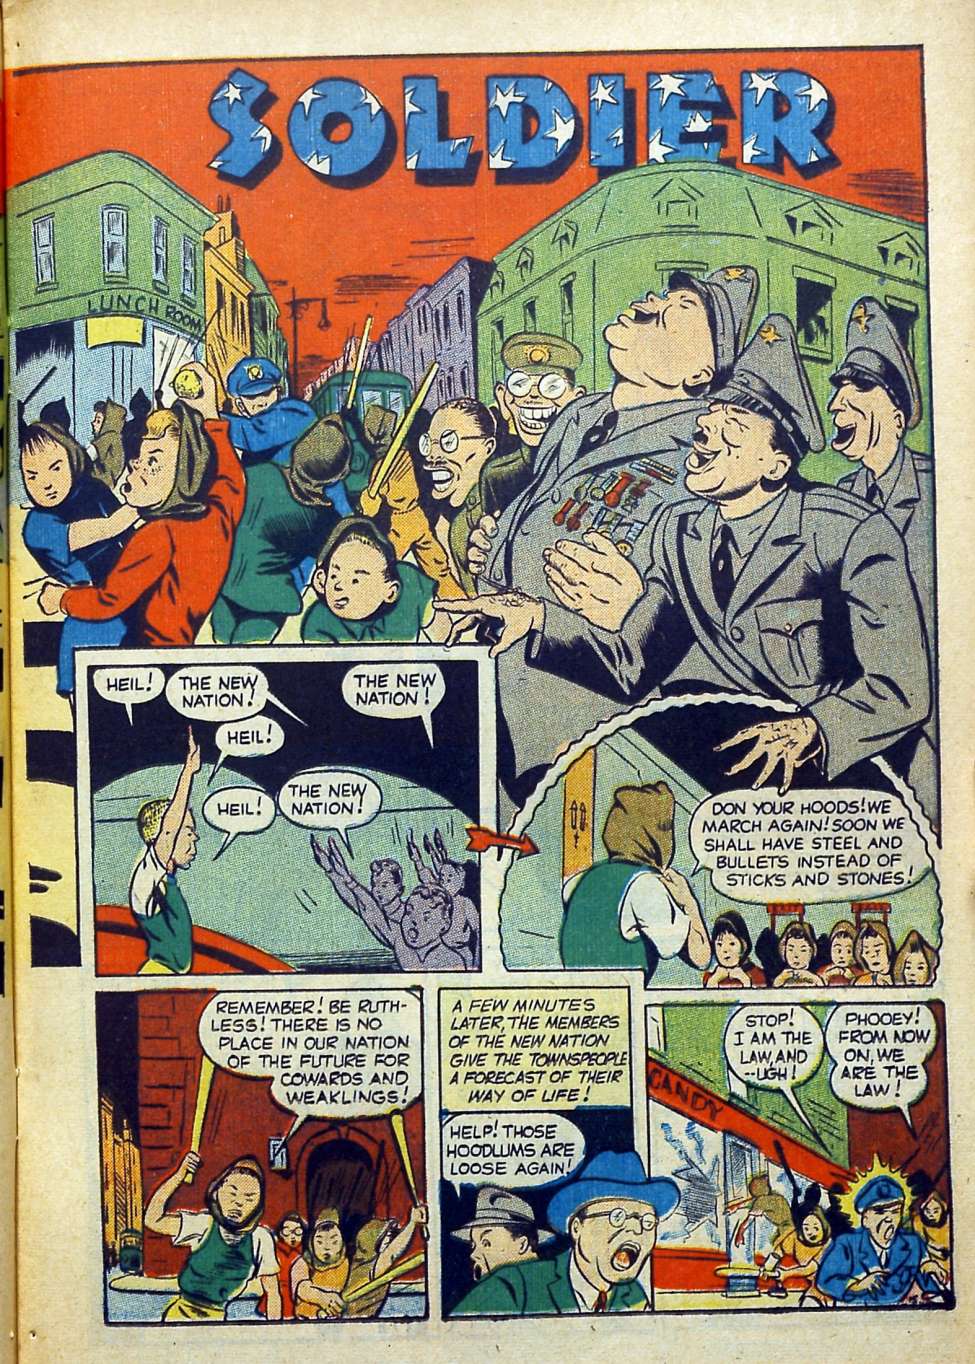 SOLDIER
LUNCH ROOM
HEIL!
THE NEW
NATION!
THE NEW
NATION!
HEIL!
HEIL!
THE NEW
NATION!
DON YOUR HOODS! WE
MARCH AGAIN! SOON WE
SHALL HAVE STEEL AND
BULLETS INSTEAD OF
STICKS AND STONES!
REMEMBER! BE RUTH-
LESS! THERE IS NO
PLACE IN OUR NATION
OF THE FUTURE FOR
COWARDS AND
WEAKLINGS!
A FEW MINUTES
LATER, THE MEMBERS
OF THE NEW NATION
GIVE THE TOWNSPEOPLE
A FORECAST OF THEIR
WAY OF LIFE!
HELP! THOSE
HOODLUMS ARE
LOOSE AGAIN!
CANDY
STOP!
I AM THE
LAW, AND
--UGH!
PHOOEY!
FROM NOW
ON, WE
ARE THE
LAW!